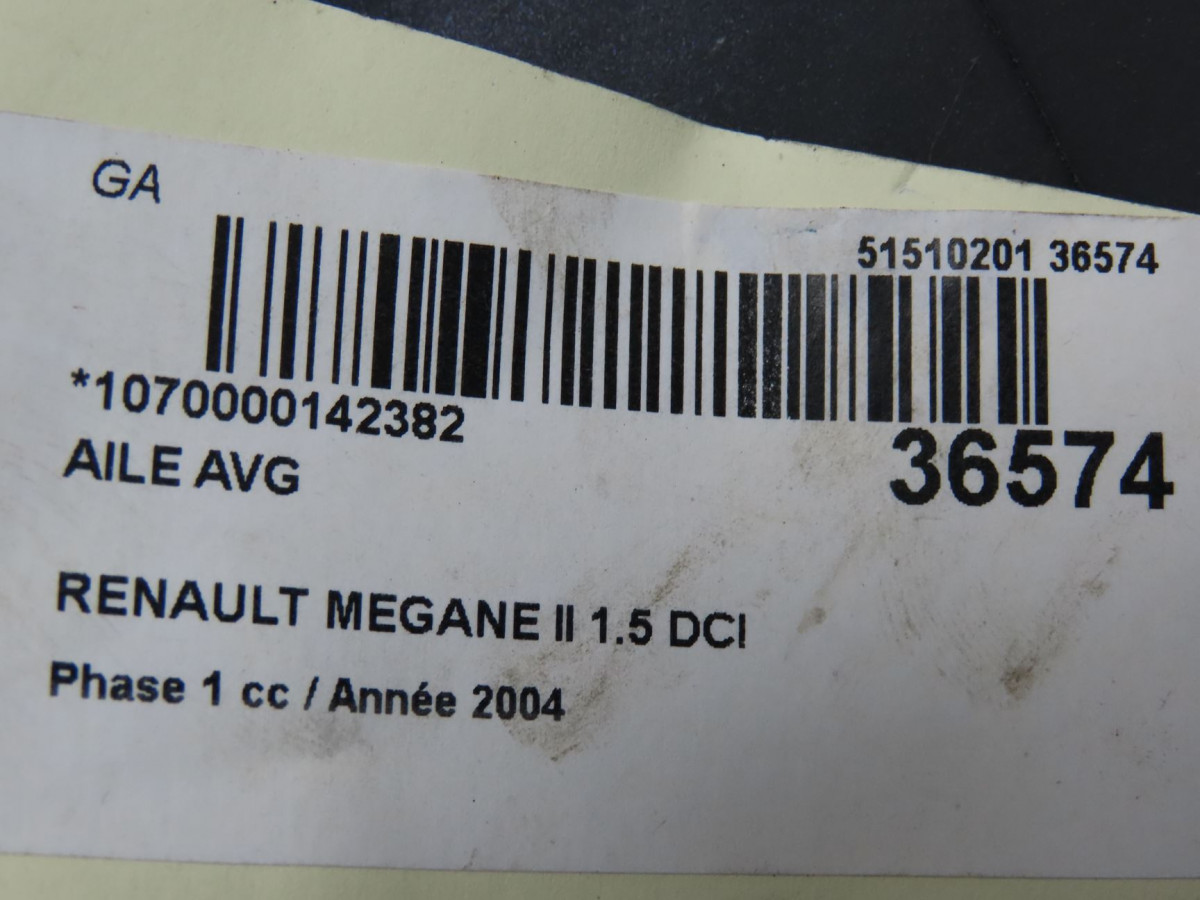 GA
51510201 36574
*1070000142382
36574
AILE AVG
RENAULT MEGANE II 1.5 DCI
Phase 1 cc / Année 2004